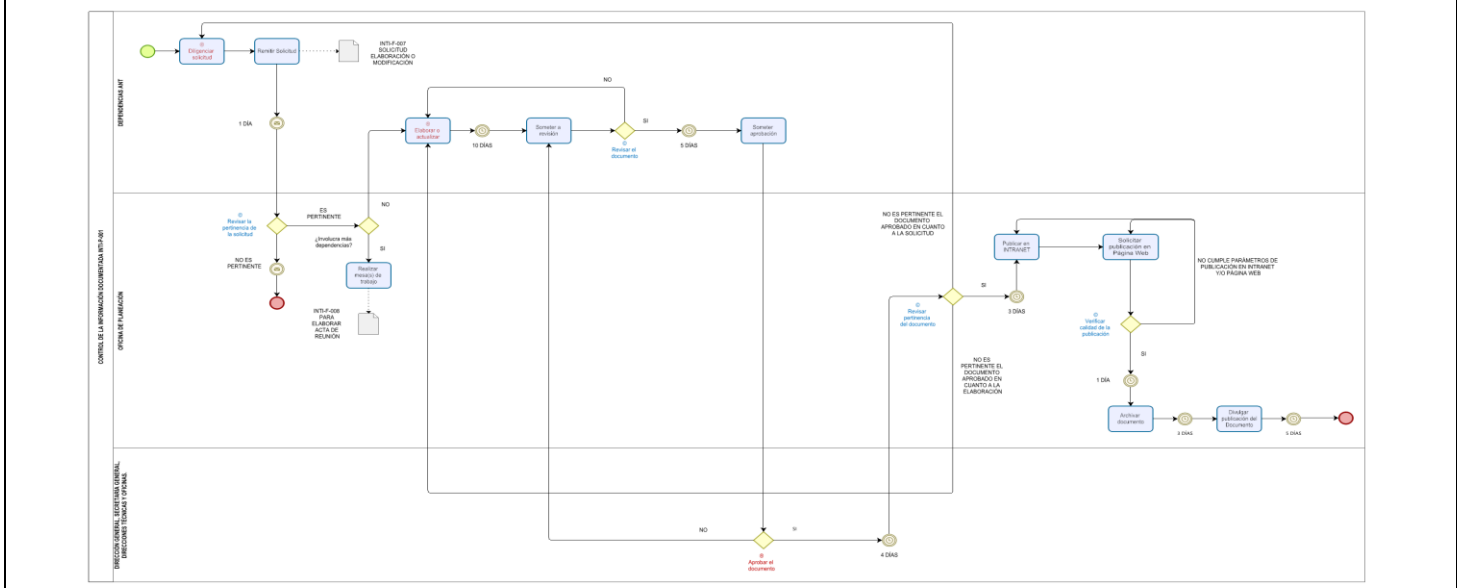 CONTROL DE LA INFORMACIÓN DOCUMENTADA INTI-P-001
DEPENDENCIAS ANT
Diligenciar
solicitud
Remitir Solicitud
INTI-F-007
SOLICITUD
ELABORACIÓN O
MODIFICACIÓN
1 DÍA
NO
Elaborar o
actualizar
10 DÍAS
Someter a
revisión
SI
Revisar el
documento
5 DÍAS
Someter
aprobación
OFICINA DE PLANEACIÓN
Revisar la
pertinencia de
la solicitud
ES
PERTINENTE
NO
¿Involucra más
dependencias?
SI
NO ES
PERTINENTE
Realizar
mesa(s) de
trabajo
INTI-F-008
PARA
ELABORAR
ACTA DE
REUNIÓN
NO ES PERTINENTE EL
DOCUMENTO
APROBADO EN CUANTO
A LA SOLICITUD
Revisar
pertinencia
del documento
SI
3 DÍAS
Publicar en
INTRANET
Solicitar
publicación en
Página Web
NO CUMPLE PARÁMETROS DE
PUBLICACIÓN EN INTRANET
Y/O PÁGINA WEB
Verificar
calidad de la
publicación
SI
NO ES
PERTINENTE EL
DOCUMENTO
APROBADO EN
CUANTO A LA
ELABORACIÓN
1 DÍA
Archivar
documento
3 DÍAS
Divulgar
publicación del
Documento
5 DÍAS
DIRECCIÓN GENERAL, SECRETARÍA GENERAL,
DIRECCIONES TÉCNICAS Y OFICINAS.
NO
SI
Aprobar el
documento
4 DÍAS